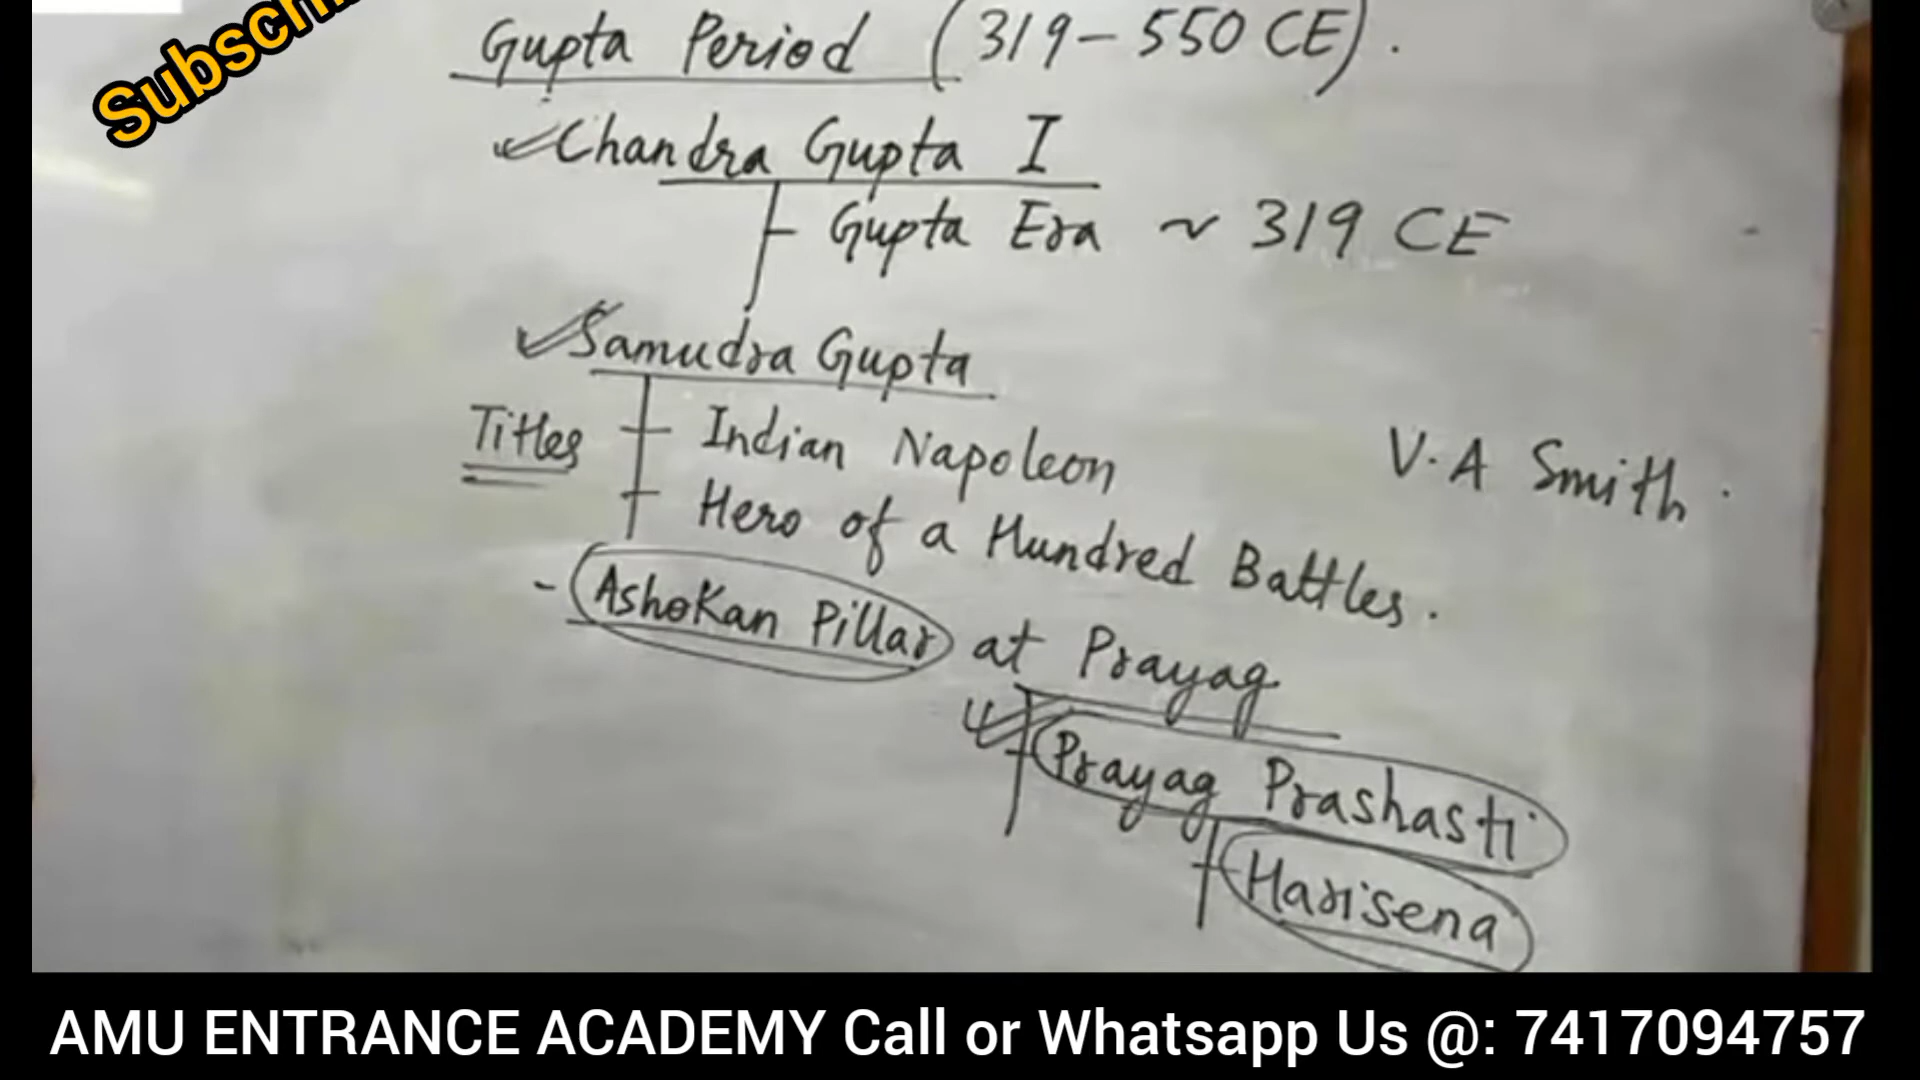 Subscri
Gupta Period (319-550 CE).
Chandra Gupta I
Gupta Era ~ 319 CE
Samudra Gupta
Titles
Indian Napoleon V.A Smith.
Hero of a Hundred Battles.
- Ashokan Pillar at Prayag
Prayag Prashasti
Harisena
AMU ENTRANCE ACADEMY Call or Whatsapp Us @: 7417094757